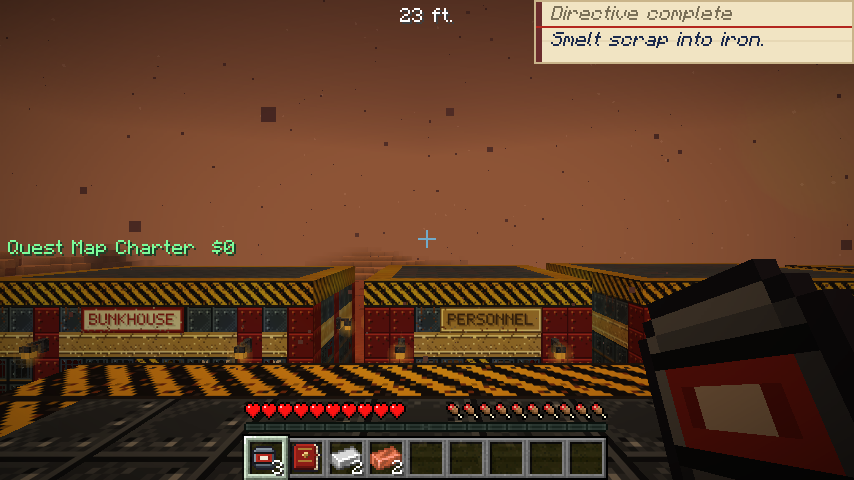 23 ft.
Directive complete
Smelt scrap into iron.
Quest Map Charter $0
BUNKHOUSE
PERSONNEL
3
2
2